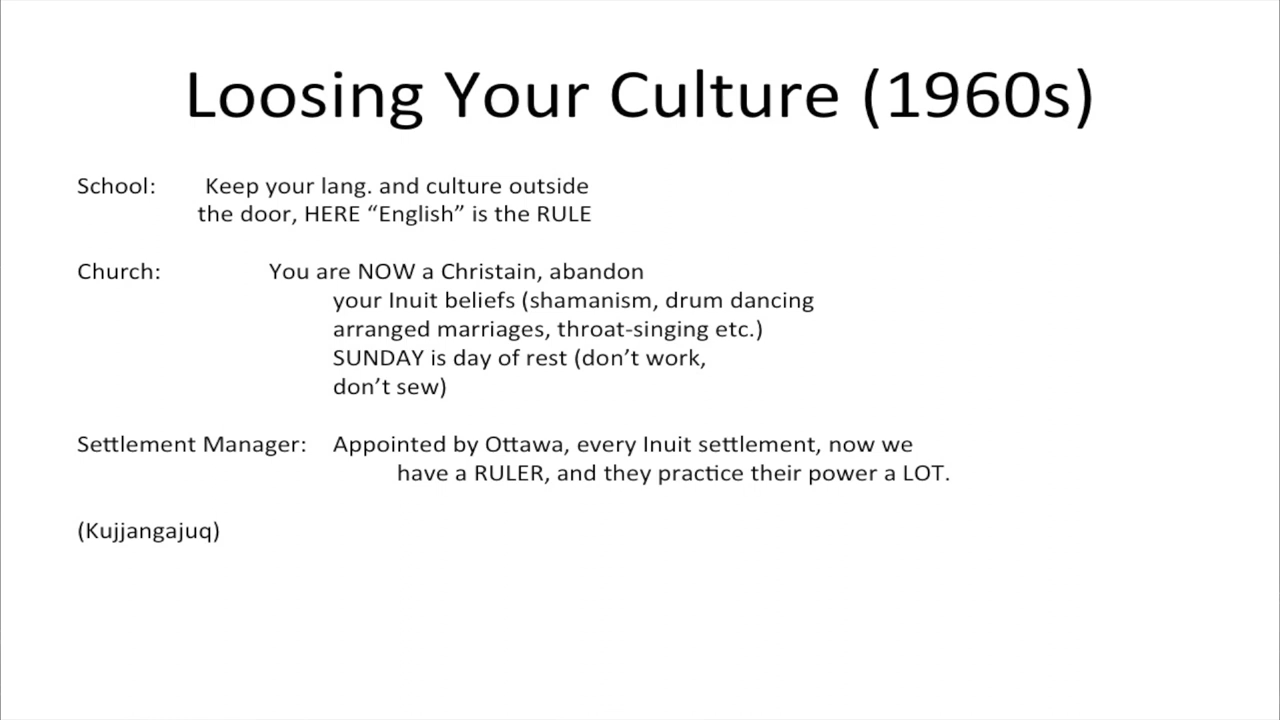 Loosing Your Culture (1960s)
School: Keep your lang. and culture outside
the door, HERE “English” is the RULE
Church: You are NOW a Christain, abandon
your Inuit beliefs (shamanism, drum dancing
arranged marriages, throat-singing etc.)
SUNDAY is day of rest (don’t work,
don’t sew)
Settlement Manager: Appointed by Ottawa, every Inuit settlement, now we
have a RULER, and they practice their power a LOT.
(Kujjangajuq)